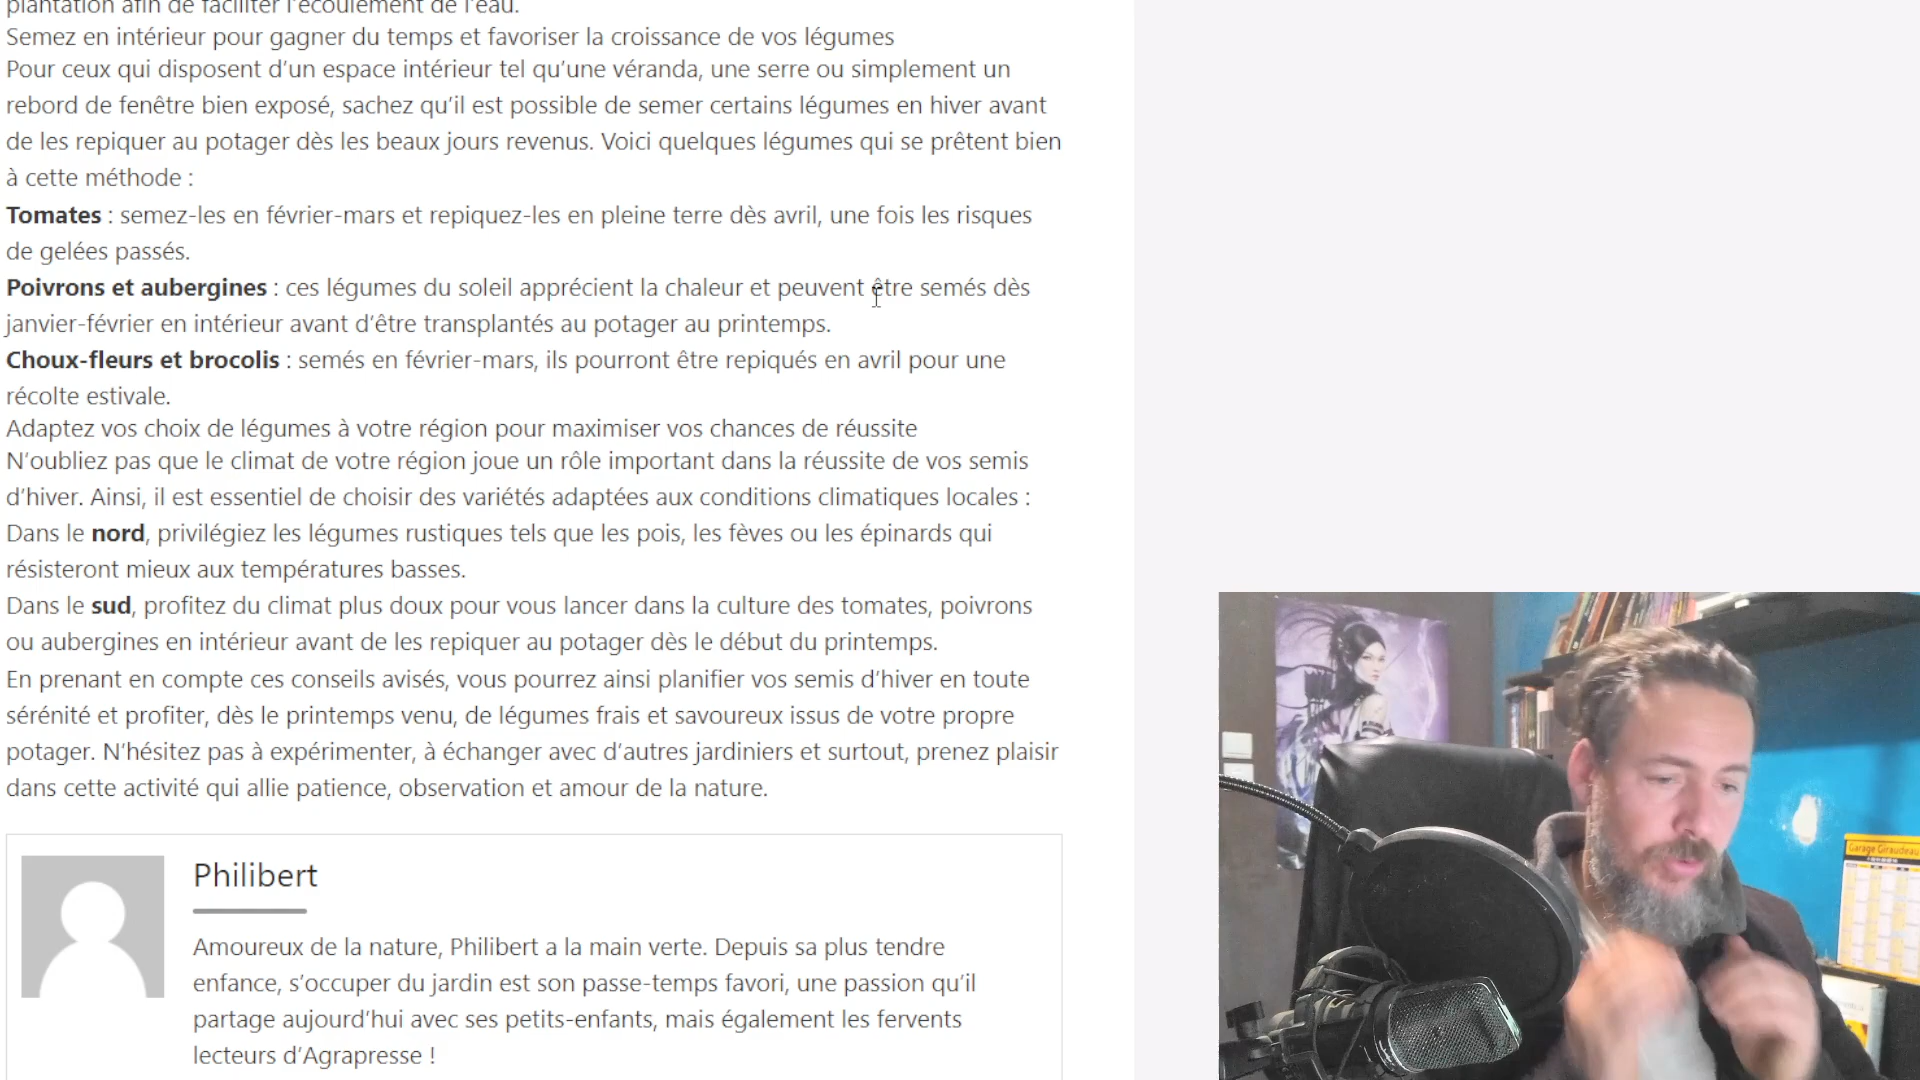 plantation afin de faciliter l’écoulement de l’eau.
Semez en intérieur pour gagner du temps et favoriser la croissance de vos légumes
Pour ceux qui disposent d’un espace intérieur tel qu’une véranda, une serre ou simplement un
rebord de fenêtre bien exposé, sachez qu’il est possible de semer certains légumes en hiver avant
de les repiquer au potager dès les beaux jours revenus. Voici quelques légumes qui se prêtent bien
à cette méthode :
Tomates : semez-les en février-mars et repiquez-les en pleine terre dès avril, une fois les risques
de gelées passés.
Poivrons et aubergines : ces légumes du soleil apprécient la chaleur et peuvent être semés dès
janvier-février en intérieur avant d’être transplantés au potager au printemps.
Choux-fleurs et brocolis : semés en février-mars, ils pourront être repiqués en avril pour une
récolte estivale.
Adaptez vos choix de légumes à votre région pour maximiser vos chances de réussite
N’oubliez pas que le climat de votre région joue un rôle important dans la réussite de vos semis
d’hiver. Ainsi, il est essentiel de choisir des variétés adaptées aux conditions climatiques locales :
Dans le nord, privilégiez les légumes rustiques tels que les pois, les fèves ou les épinards qui
résisteront mieux aux températures basses.
Dans le sud, profitez du climat plus doux pour vous lancer dans la culture des tomates, poivrons
ou aubergines en intérieur avant de les repiquer au potager dès le début du printemps.
En prenant en compte ces conseils avisés, vous pourrez ainsi planifier vos semis d’hiver en toute
sérénité et profiter, dès le printemps venu, de légumes frais et savoureux issus de votre propre
potager. N’hésitez pas à expérimenter, à échanger avec d’autres jardiniers et surtout, prenez plaisir
dans cette activité qui allie patience, observation et amour de la nature.
Philibert
Amoureux de la nature, Philibert a la main verte. Depuis sa plus tendre
enfance, s’occuper du jardin est son passe-temps favori, une passion qu’il
partage aujourd’hui avec ses petits-enfants, mais également les fervents
lecteurs d’Agrapresse !
Garage Giraudeau